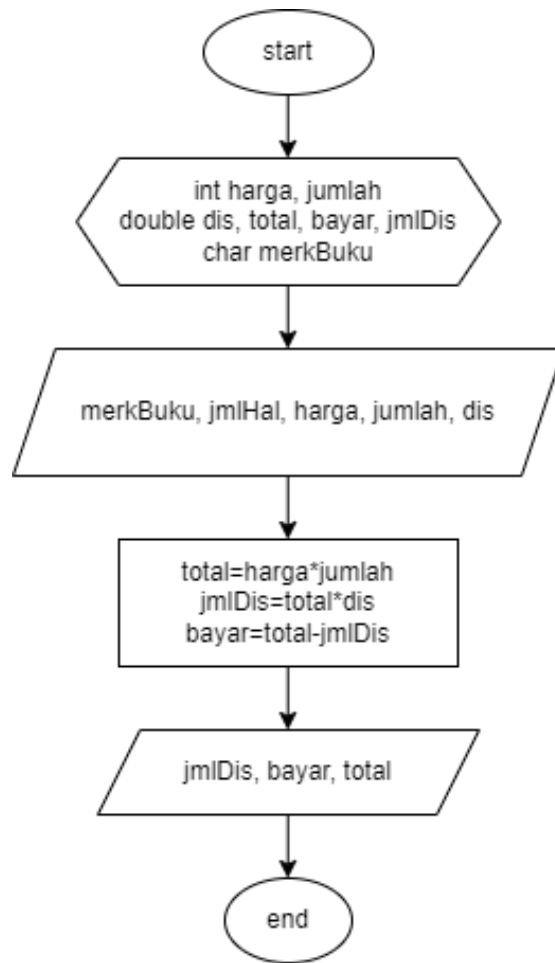 start
int harga, jumlah
double dis, total, bayar, jmlDis
char merkBuku
merkBuku, jmlHal, harga, jumlah, dis
total=harga*jumlah
jmlDis=total*dis
bayar=total-jmlDis
jmlDis, bayar, total
end